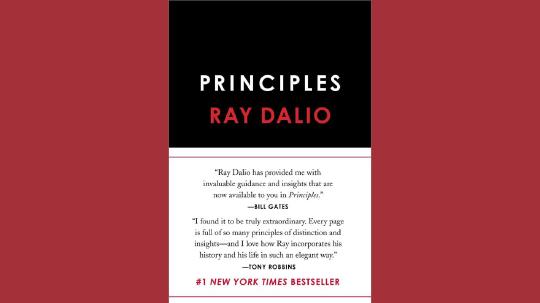 PRINCIPLES
RAY DALIO
“Ray Dalio has provided me with
invaluable guidance and insights that are
now available to you in Principles.”
—BILL GATES
“I found it to be truly extraordinary. Every page
is full of so many principles of distinction and
insights—and I love how Ray incorporates his
history and his life in such an elegant way.”
—TONY ROBBINS
#1 NEW YORK TIMES BESTSELLER